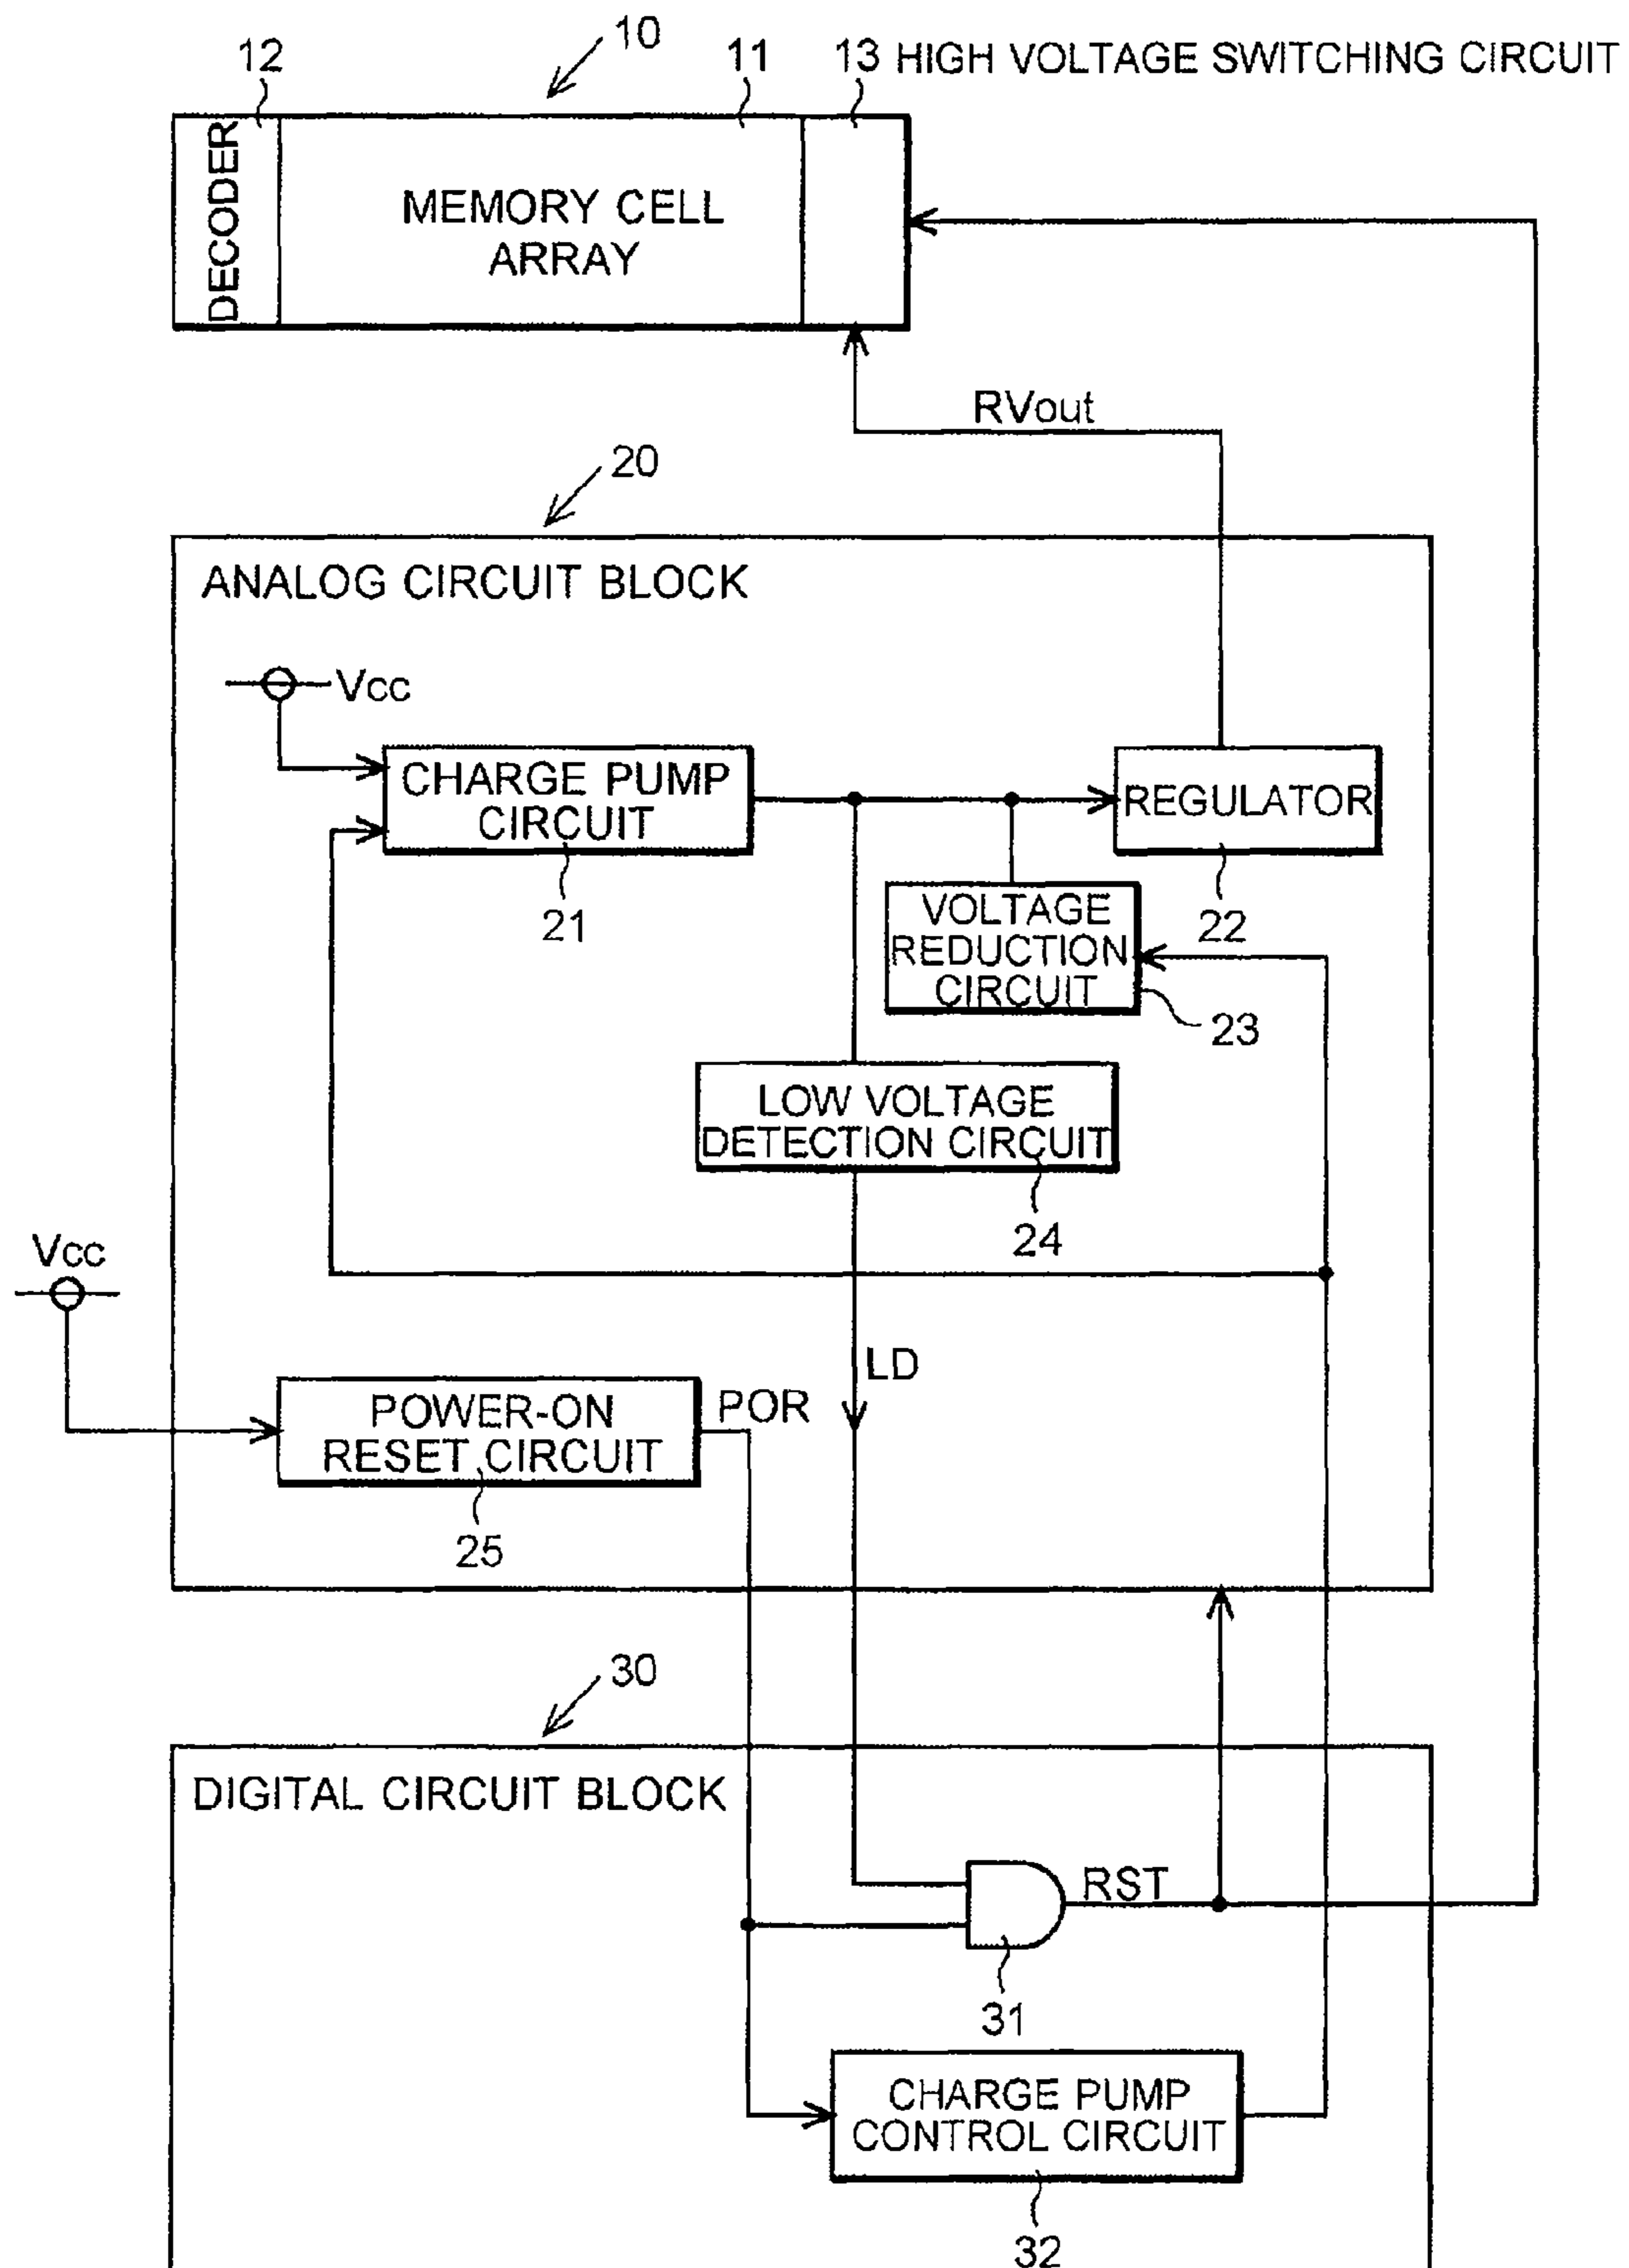 10
12
11
13 HIGH VOLTAGE SWITCHING CIRCUIT
DECODER
MEMORY CELL
ARRAY
RVout
20
ANALOG CIRCUIT BLOCK
Vcc
CHARGE PUMP
CIRCUIT
21
REGULATOR
22
VOLTAGE
REDUCTION
CIRCUIT
23
LOW VOLTAGE
DETECTION CIRCUIT
24
Vcc
LD
POWER-ON
RESET CIRCUIT
POR
25
30
DIGITAL CIRCUIT BLOCK
RST
31
CHARGE PUMP
CONTROL CIRCUIT
32